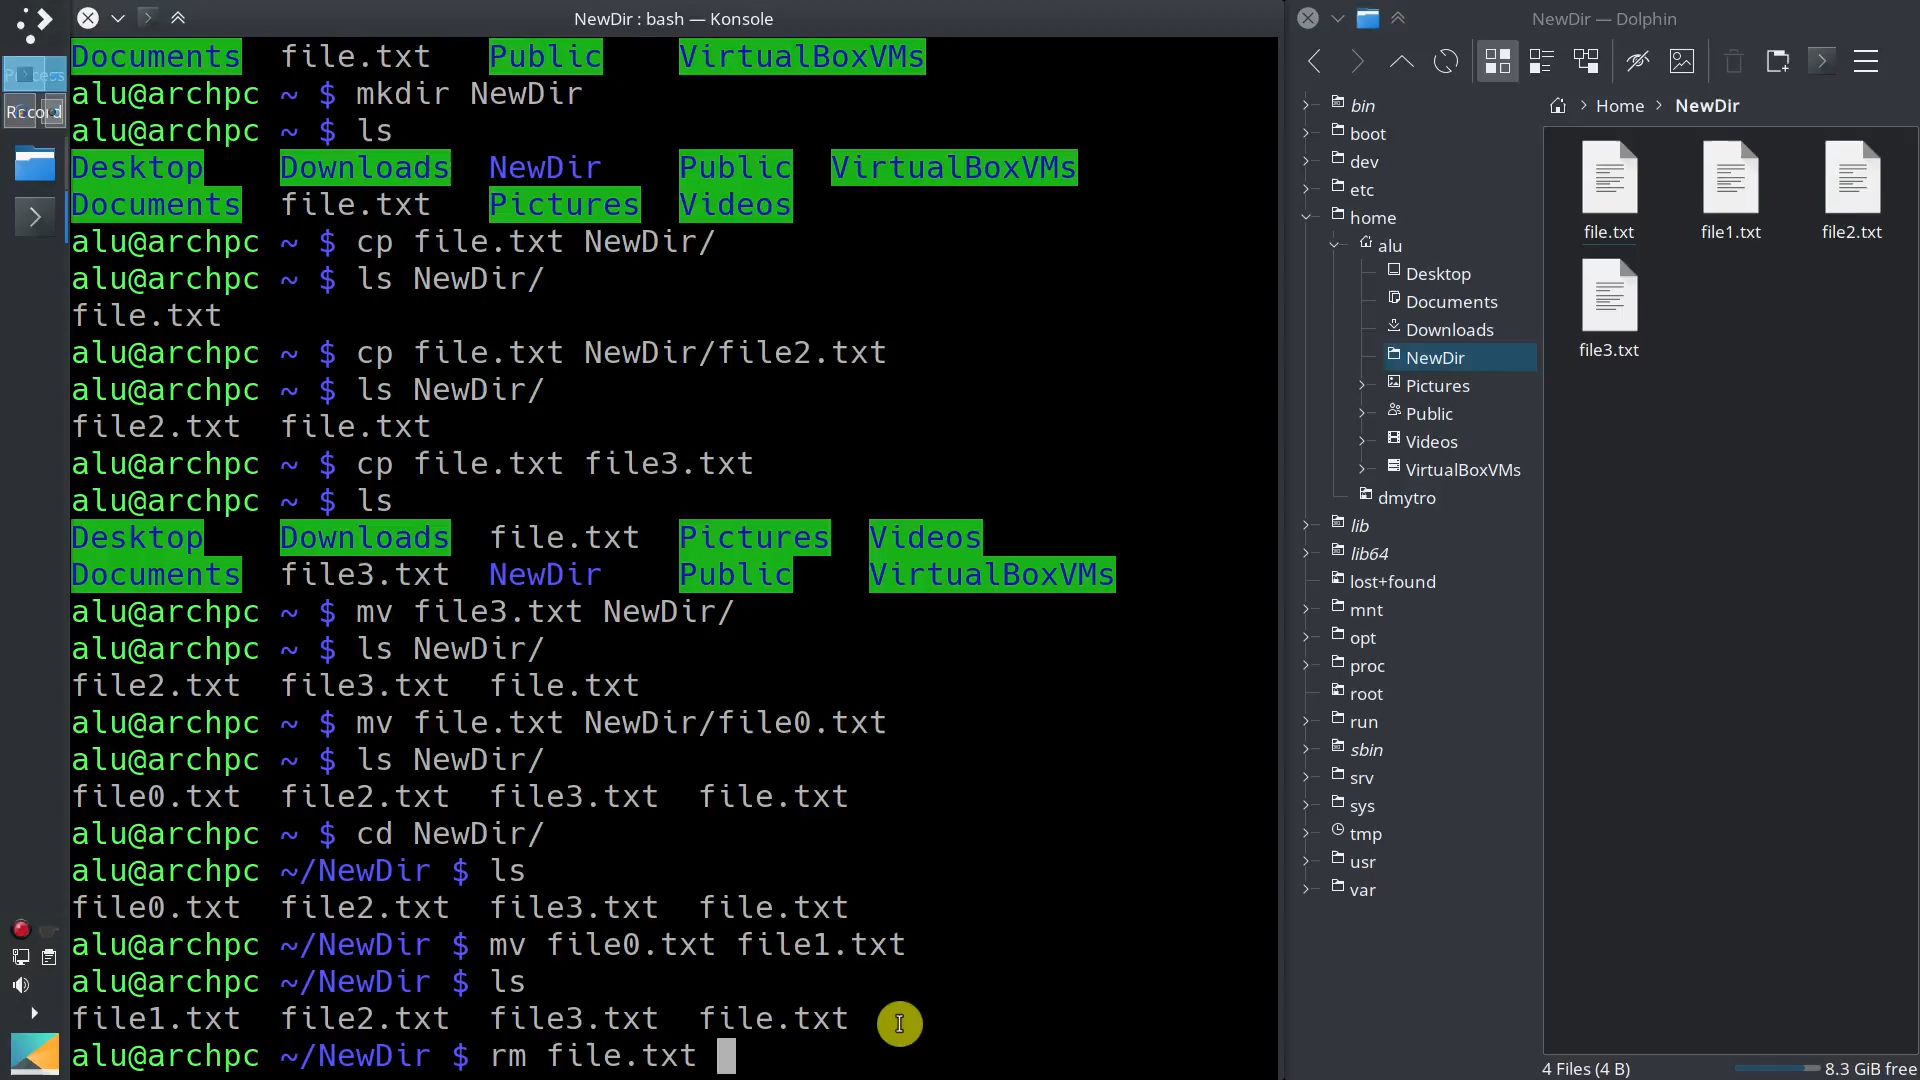 NewDir : bash — Konsole
Documents file.txt Public VirtualBoxVMs
alu@archpc ~ $ mkdir NewDir
alu@archpc ~ $ ls
Desktop Downloads NewDir Public VirtualBoxVMs
Documents file.txt Pictures Videos
alu@archpc ~ $ cp file.txt NewDir/
alu@archpc ~ $ ls NewDir/
file.txt
alu@archpc ~ $ cp file.txt NewDir/file2.txt
alu@archpc ~ $ ls NewDir/
file2.txt file.txt
alu@archpc ~ $ cp file.txt file3.txt
alu@archpc ~ $ ls
Desktop Downloads file.txt Pictures Videos
Documents file3.txt NewDir Public VirtualBoxVMs
alu@archpc ~ $ mv file3.txt NewDir/
alu@archpc ~ $ ls NewDir/
file2.txt file3.txt file.txt
alu@archpc ~ $ mv file.txt NewDir/file0.txt
alu@archpc ~ $ ls NewDir/
file0.txt file2.txt file3.txt file.txt
alu@archpc ~ $ cd NewDir/
alu@archpc ~/NewDir $ ls
file0.txt file2.txt file3.txt file.txt
alu@archpc ~/NewDir $ mv file0.txt file1.txt
alu@archpc ~/NewDir $ ls
file1.txt file2.txt file3.txt file.txt
alu@archpc ~/NewDir $ rm file.txt
NewDir — Dolphin
bin
boot
dev
etc
home
alu
Desktop
Documents
Downloads
NewDir
Pictures
Public
Videos
VirtualBoxVMs
dmytro
lib
lib64
lost+found
mnt
opt
proc
root
run
sbin
srv
sys
tmp
usr
var
Home > NewDir
file.txt file1.txt file2.txt
file3.txt
4 Files (4 B) 8.3 GiB free